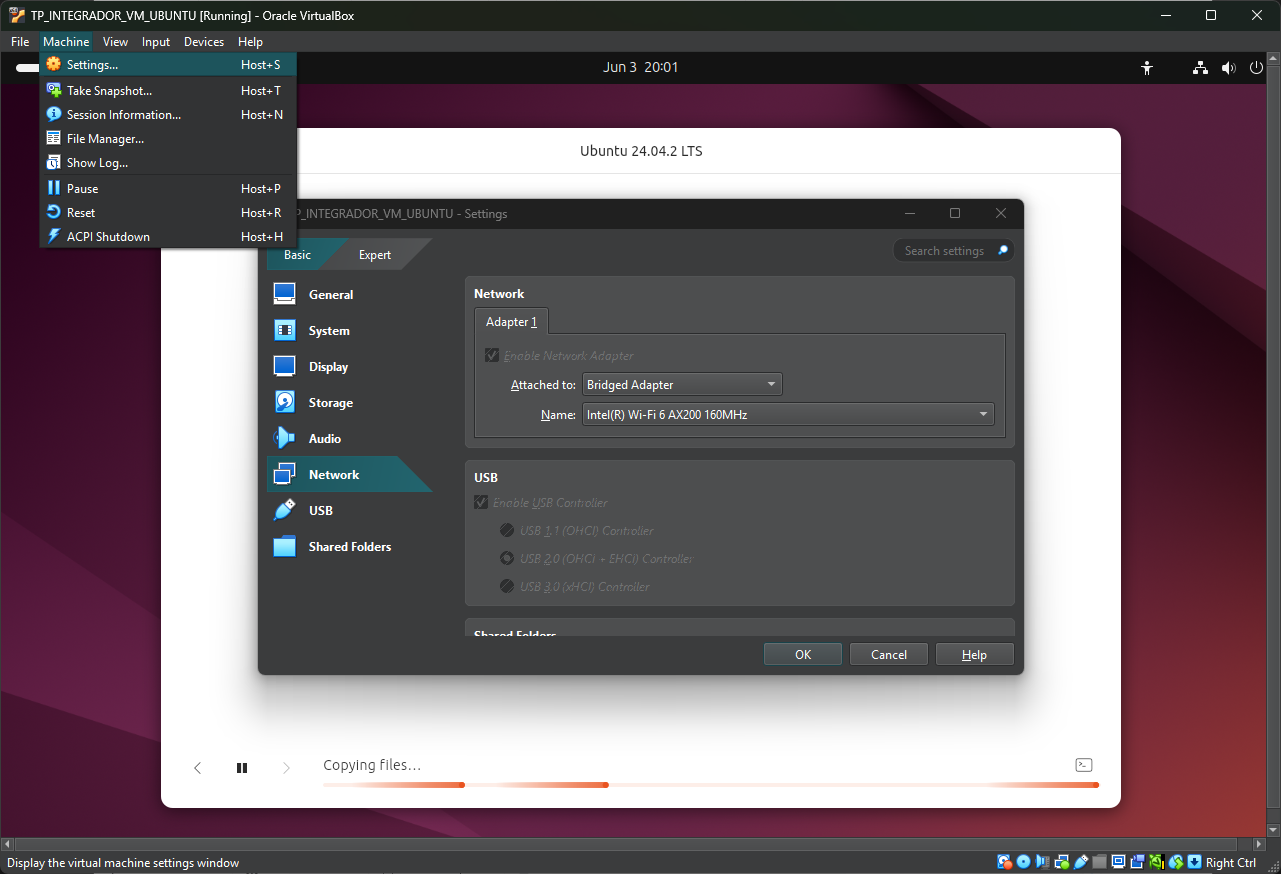 TP_INTEGRADOR_VM_UBUNTU [Running] - Oracle VirtualBox
File Machine View Input Devices Help
Jun 3 20:01
Settings... Host+S
Take Snapshot... Host+T
Session Information... Host+N
File Manager...
Show Log...
Pause Host+P
Reset Host+R
ACPI Shutdown Host+H
Ubuntu 24.04.2 LTS
P_INTEGRADOR_VM_UBUNTU - Settings
Basic Expert
Search settings
General
System
Display
Storage
Audio
Network
USB
Shared Folders
Network
Adapter 1
Enable Network Adapter
Attached to: Bridged Adapter
Name: Intel(R) Wi-Fi 6 AX200 160MHz
USB
Enable USB Controller
USB 1.1 (OHCI) Controller
USB 2.0 (OHCI + EHCI) Controller
USB 3.0 (xHCI) Controller
Shared Folders
OK Cancel Help
Copying files...
Display the virtual machine settings window
Right Ctrl